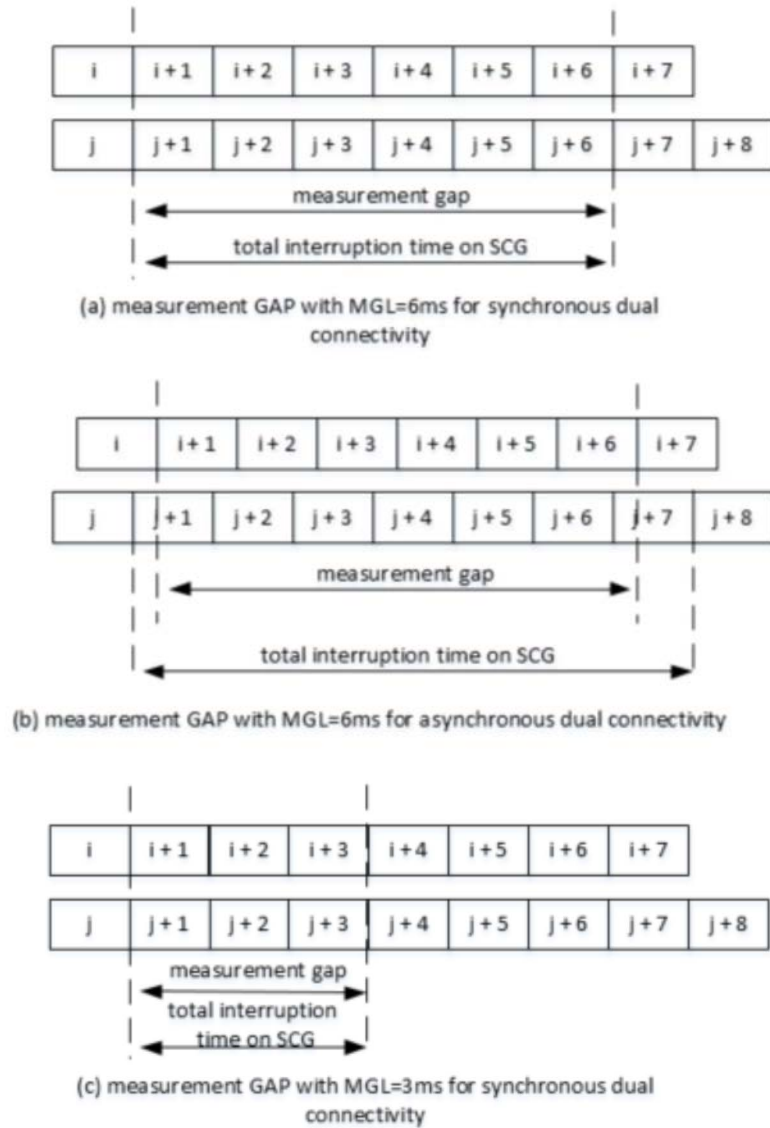 i i + 1 i + 2 i + 3 i + 4 i + 5 i + 6 i + 7
j j + 1 j + 2 j + 3 j + 4 j + 5 j + 6 j + 7 j + 8
measurement gap
total interruption time on SCG
(a) measurement GAP with MGL=6ms for synchronous dual
connectivity
i i + 1 i + 2 i + 3 i + 4 i + 5 i + 6 i + 7
j j + 1 j + 2 j + 3 j + 4 j + 5 j + 6 j + 7 j + 8
measurement gap
total interruption time on SCG
(b) measurement GAP with MGL=6ms for asynchronous dual connectivity
i i + 1 i + 2 i + 3 i + 4 i + 5 i + 6 i + 7
j j + 1 j + 2 j + 3 j + 4 j + 5 j + 6 j + 7 j + 8
measurement gap
total interruption
time on SCG
(c) measurement GAP with MGL=3ms for synchronous dual
connectivity